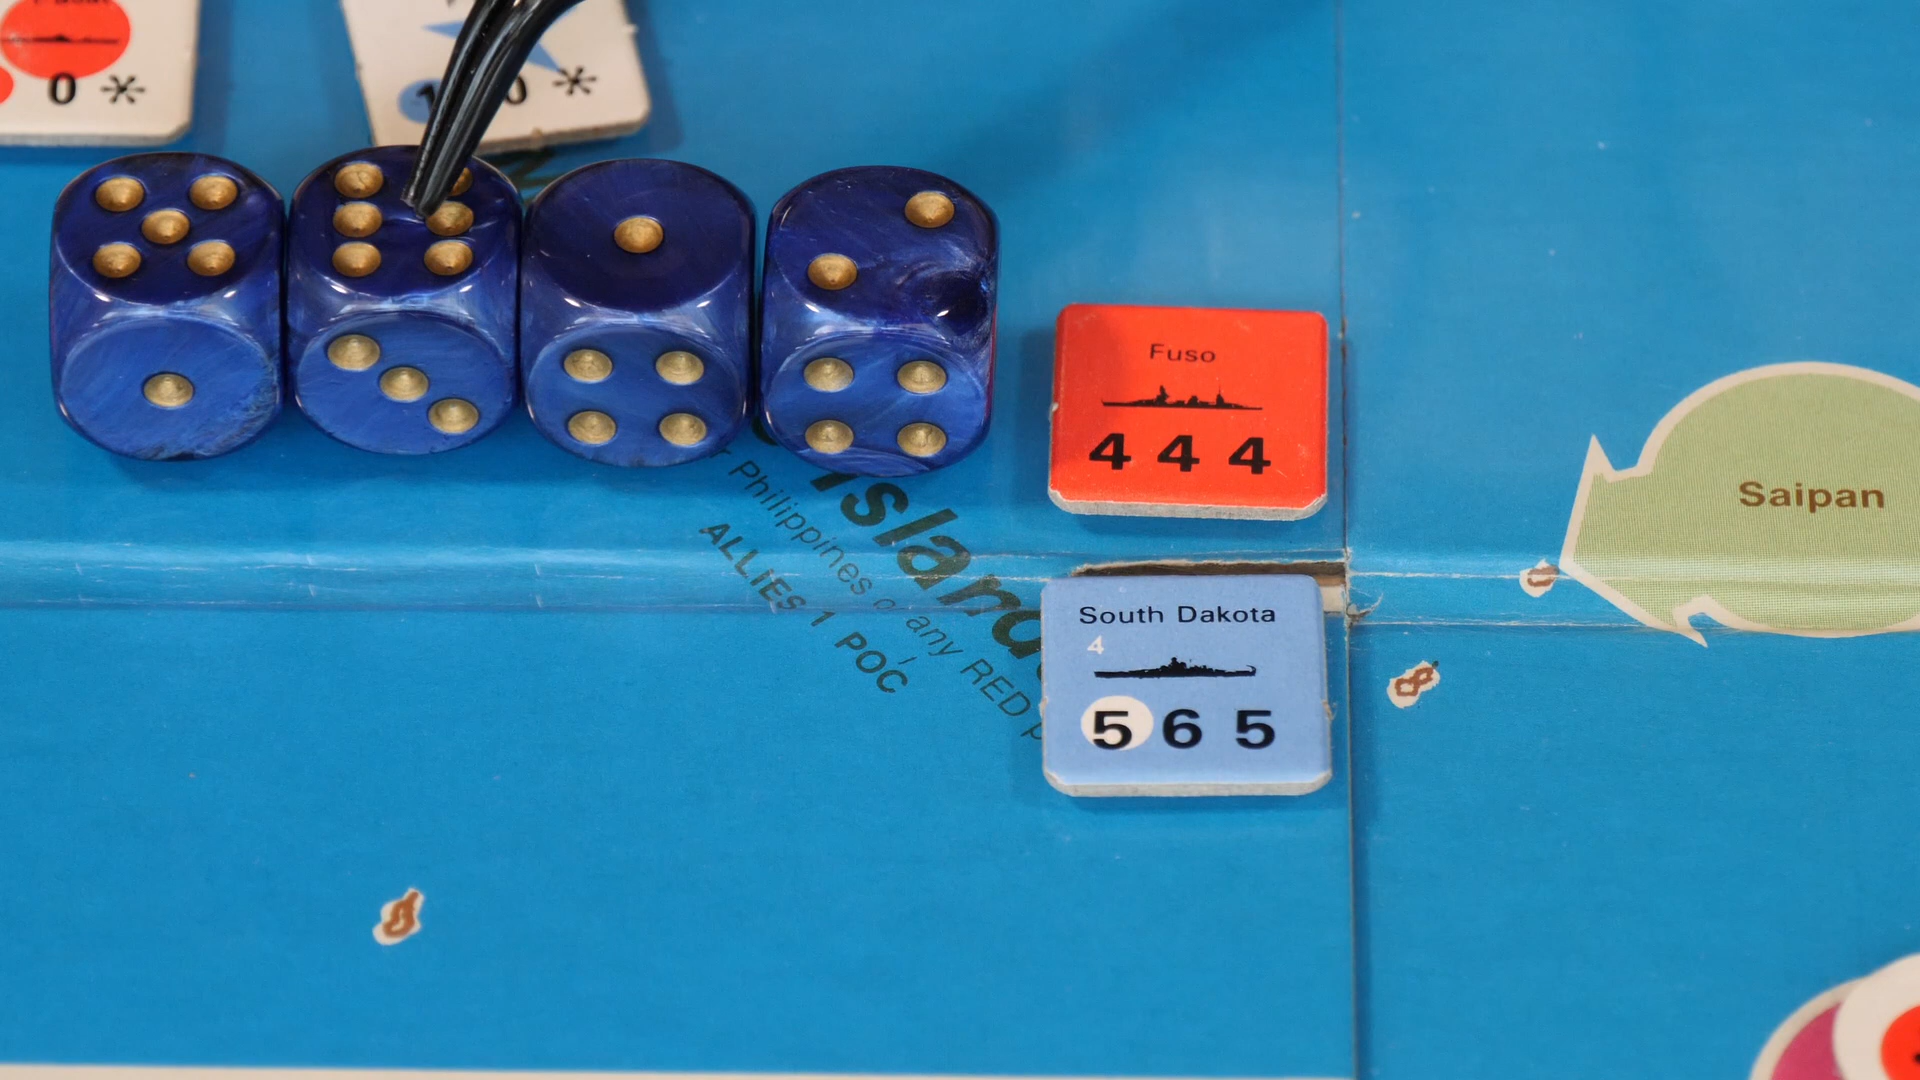 0 *
0 *
Fuso
4 4 4
Saipan
Islan
Philippines or any RED
ALLIES 1 POC
South Dakota
4
5 6 5